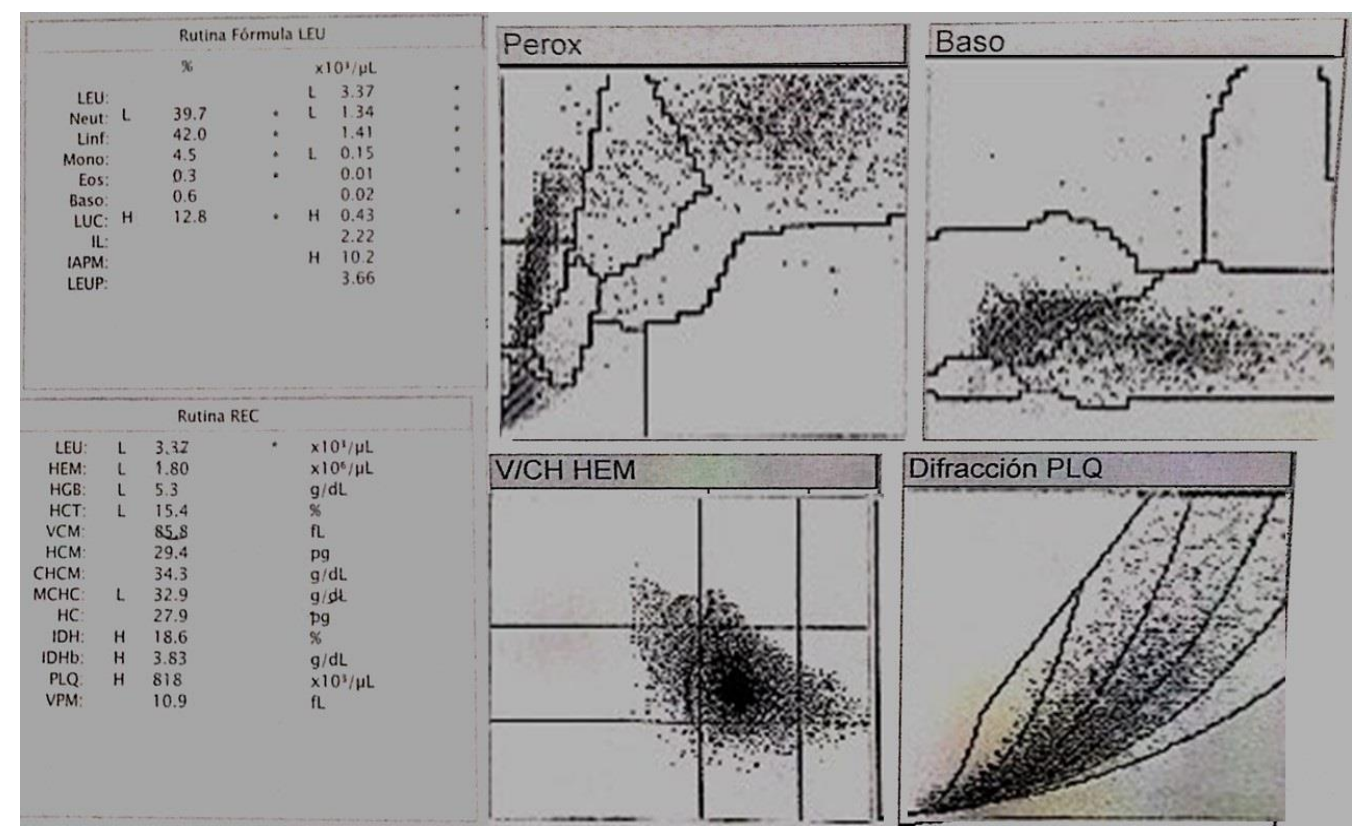 Rutina Fórmula LEU
% x10³/µL
LEU: L 3.37 *
Neut: L 39.7 * L 1.34 *
Linf: 42.0 * 1.41 *
Mono: 4.5 * L 0.15 *
Eos: 0.3 * 0.01 *
Baso: 0.6 0.02
LUC: H 12.8 * H 0.43 *
IL: 2.22
IAPM: H 10.2
LEUP: 3.66
Rutina REC
LEU: L 3.37 * x10³/µL
HEM: L 1.80 x10⁶/µL
HGB: L 5.3 g/dL
HCT: L 15.4 %
VCM: 85.8 fL
HCM: 29.4 pg
CHCM: 34.3 g/dL
MCHC: L 32.9 g/dL
HC: 27.9 pg
IDH: H 18.6 %
IDHb: H 3.83 g/dL
PLQ: H 818 x10³/µL
VPM: 10.9 fL
Perox
Baso
V/CH HEM
Difracción PLQ